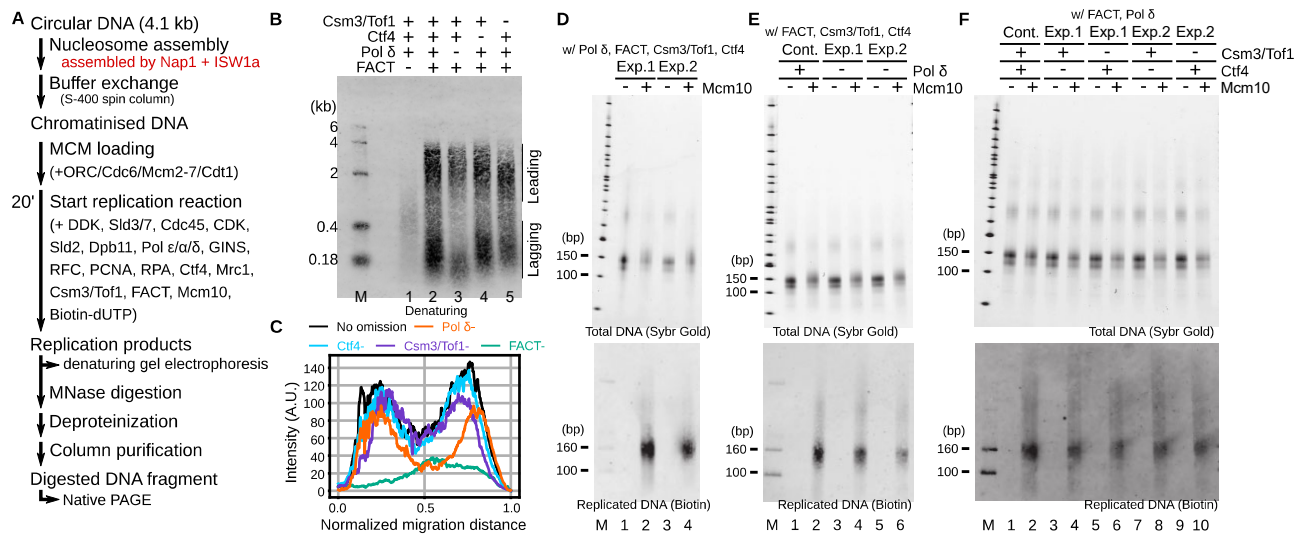 A
Circular DNA (4.1 kb)
Nucleosome assembly
assembled by Nap1 + ISW1a
Buffer exchange
(S-400 spin column)
Chromatinised DNA
MCM loading
(+ORC/Cdc6/Mcm2-7/Cdt1)
20'
Start replication reaction
(+ DDK, Sld3/7, Cdc45, CDK,
Sld2, Dpb11, Pol ε/α/δ, GINS,
RFC, PCNA, RPA, Ctf4, Mrc1,
Csm3/Tof1, FACT, Mcm10,
Biotin-dUTP)
Replication products
denaturing gel electrophoresis
MNase digestion
Deproteinization
Column purification
Digested DNA fragment
Native PAGE
B
Csm3/Tof1 + + + + -
Ctf4 + + + - +
Pol δ + + - + +
FACT - + + + +
(kb)
6
4
2
0.4
0.18
Leading
Lagging
M 1 2 3 4 5
Denaturing
C
No omission
Pol δ-
Ctf4-
Csm3/Tof1-
FACT-
Intensity (A.U.)
140
120
100
80
60
40
20
0
0.0 0.5 1.0
Normalized migration distance
D
w/ Pol δ, FACT, Csm3/Tof1, Ctf4
Exp.1 Exp.2
- + - + Mcm10
(bp)
150
100
Total DNA (Sybr Gold)
(bp)
160
100
Replicated DNA (Biotin)
M 1 2 3 4
E
w/ FACT, Csm3/Tof1, Ctf4
Cont. Exp.1 Exp.2
+ - - Pol δ
- + - + - + Mcm10
(bp)
150
100
Total DNA (Sybr Gold)
(bp)
160
100
Replicated DNA (Biotin)
M 1 2 3 4 5 6
F
w/ FACT, Pol δ
Cont. Exp.1 Exp.1 Exp.2 Exp.2
+ + - + - Csm3/Tof1
+ - + - + Ctf4
- + - + - + - + - + Mcm10
(bp)
150
100
Total DNA (Sybr Gold)
(bp)
160
100
Replicated DNA (Biotin)
M 1 2 3 4 5 6 7 8 9 10